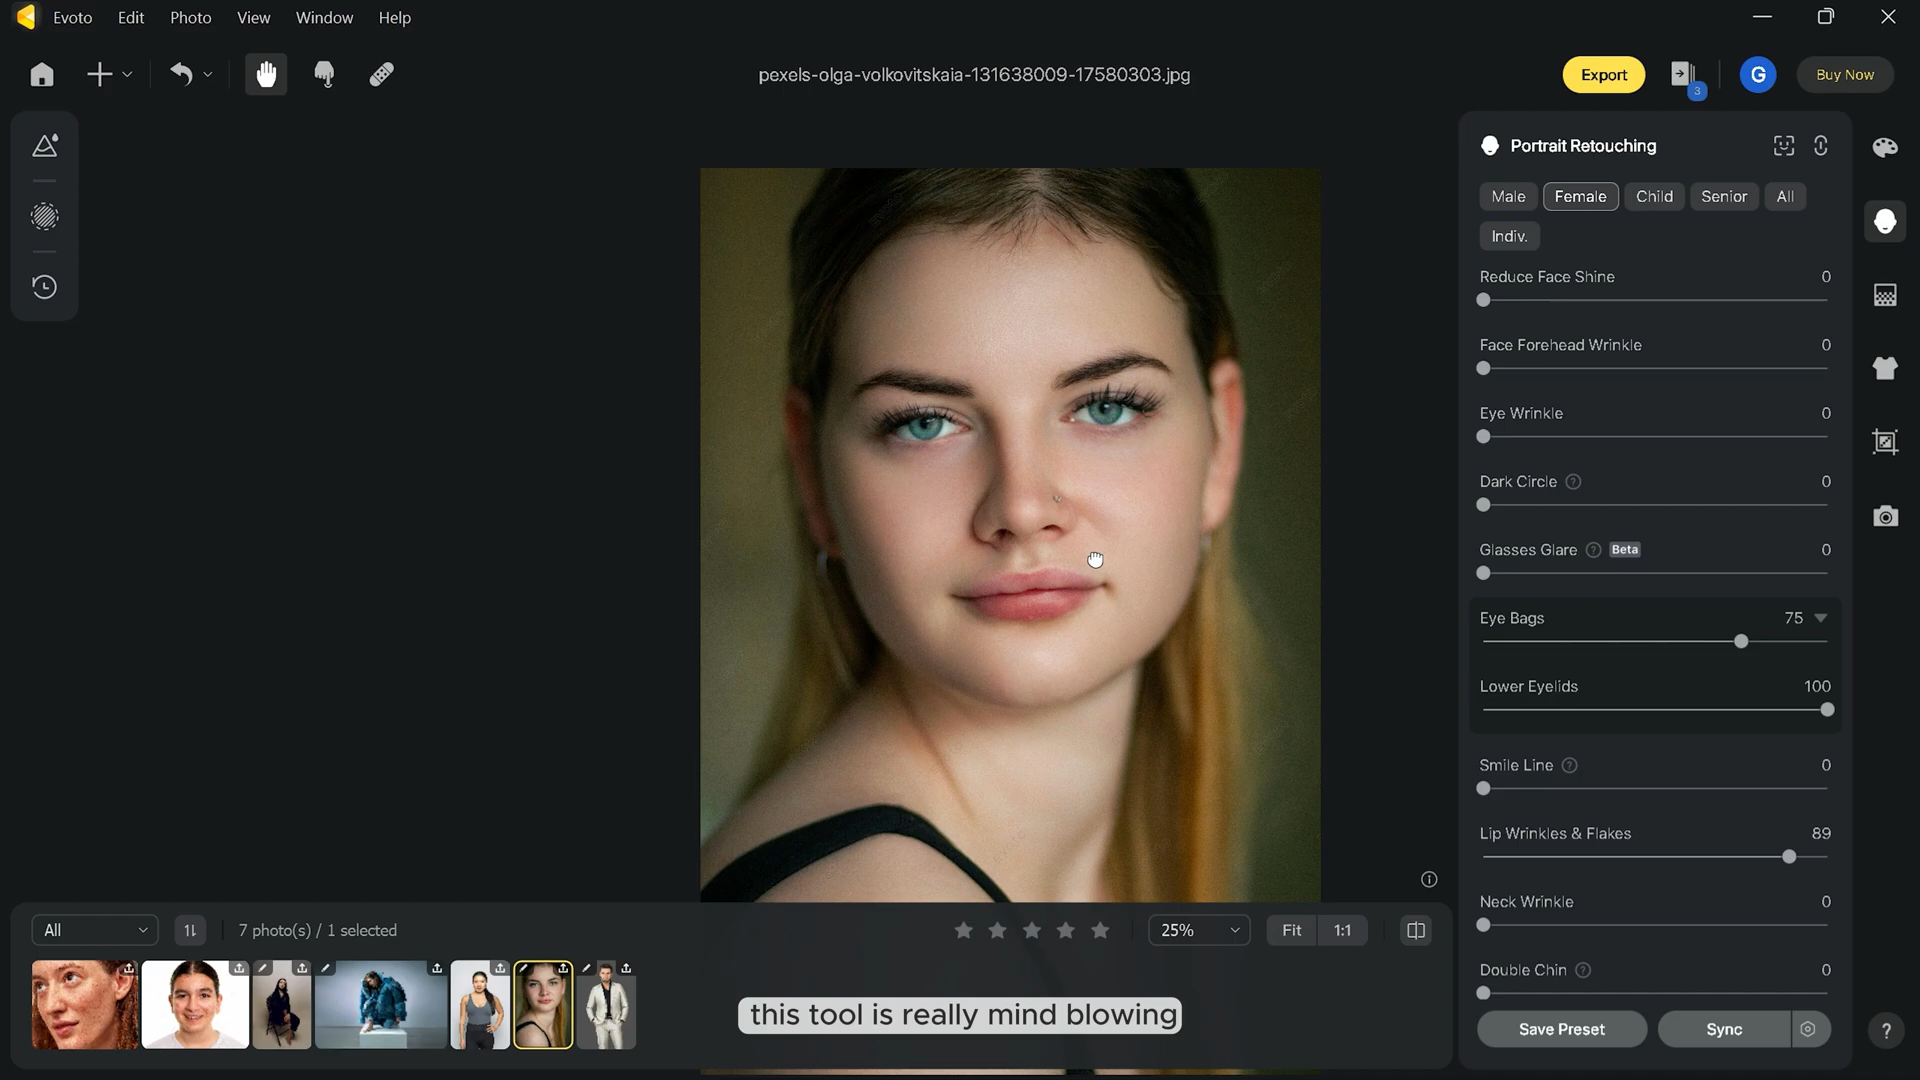 Evoto Edit Photo View Window Help
pexels-olga-volkovitskaia-131638009-17580303.jpg
Export
3
G
Buy Now
Portrait Retouching
Male Female Child Senior All
Indiv.
Reduce Face Shine 0
Face Forehead Wrinkle 0
Eye Wrinkle 0
Dark Circle ? 0
Glasses Glare ? Beta 0
Eye Bags 75
Lower Eyelids 100
Smile Line ? 0
Lip Wrinkles & Flakes 89
Neck Wrinkle 0
Double Chin ? 0
Save Preset Sync
?
All 7 photo(s) / 1 selected 25% Fit 1:1
this tool is really mind blowing